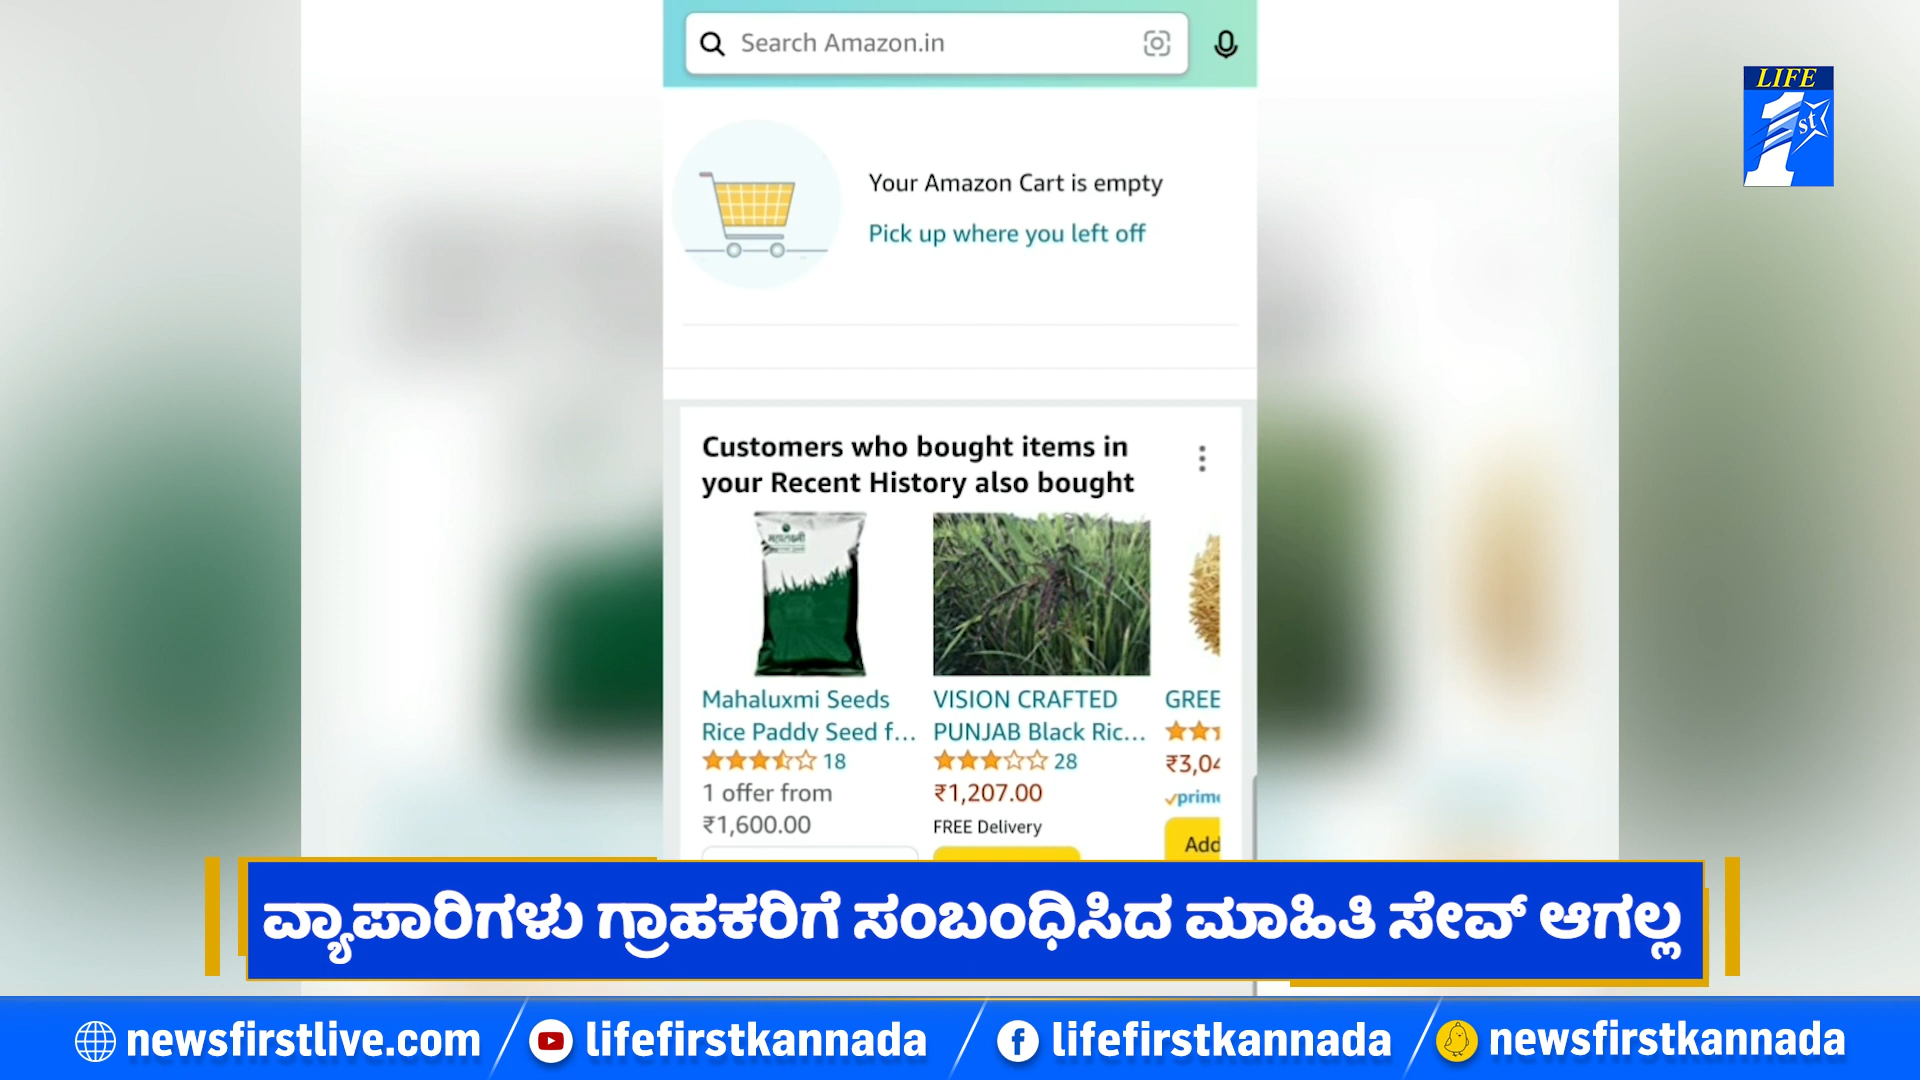 Search Amazon.in
LIFE
1st
Your Amazon Cart is empty
Pick up where you left off
Customers who bought items in
your Recent History also bought
Mahaluxmi Seeds
Rice Paddy Seed f...
18
1 offer from
₹1,600.00
VISION CRAFTED
PUNJAB Black Ric...
28
₹1,207.00
FREE Delivery
GREE
₹3,04
prime
Add
ವ್ಯಾಪಾರಿಗಳು ಗ್ರಾಹಕರಿಗೆ ಸಂಬಂಧಿಸಿದ ಮಾಹಿತಿ ಸೇವ್ ಆಗಲ್ಲ
newsfirstlive.com
lifefirstkannada
lifefirstkannada
newsfirstkannada